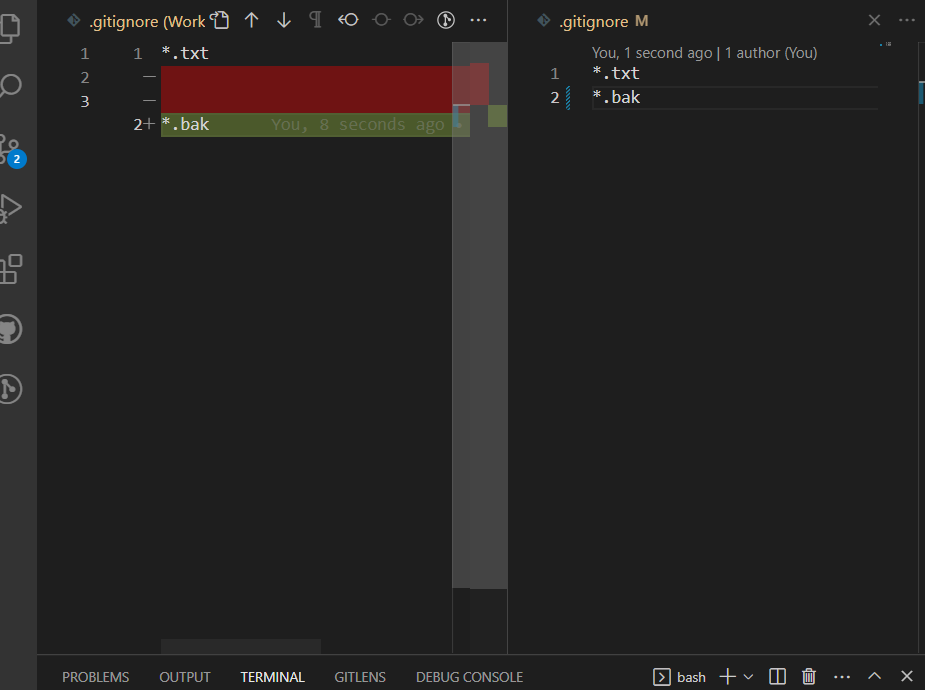 .gitignore (Work
1 1 *.txt
2 —
3 —
2+ *.bak You, 8 seconds ago
.gitignore M
You, 1 second ago | 1 author (You)
1 *.txt
2 *.bak
2
PROBLEMS OUTPUT TERMINAL GITLENS DEBUG CONSOLE bash